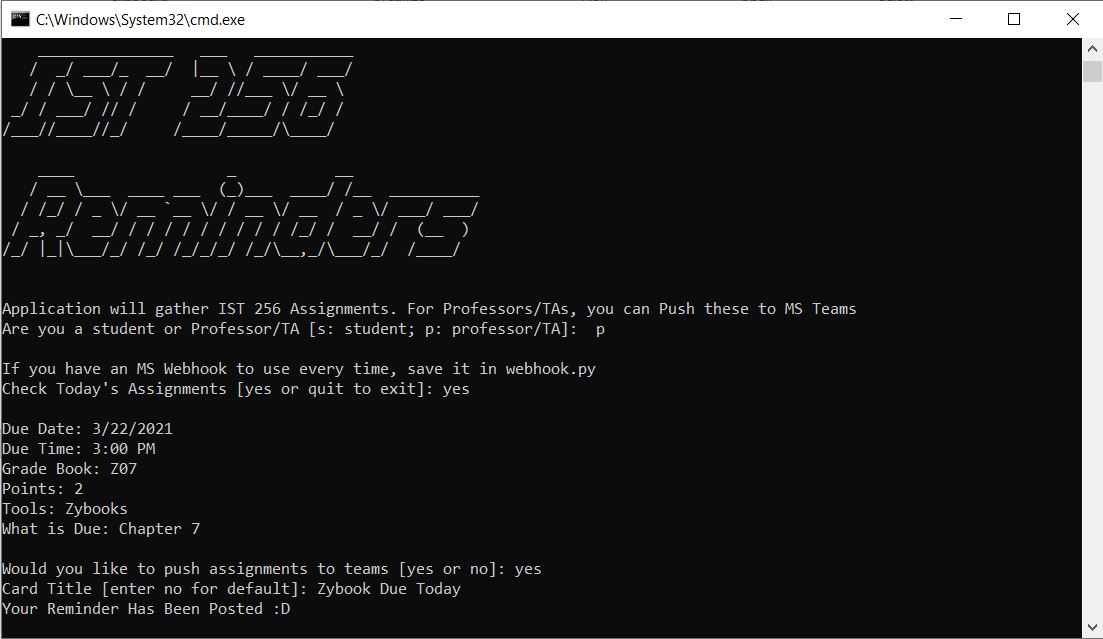 C:\Windows\System32\cmd.exe
IST 256
Reminders
Application will gather IST 256 Assignments. For Professors/TAs, you can Push these to MS Teams
Are you a student or Professor/TA [s: student; p: professor/TA]:  p
If you have an MS Webhook to use every time, save it in webhook.py
Check Today's Assignments [yes or quit to exit]: yes
Due Date: 3/22/2021
Due Time: 3:00 PM
Grade Book: Z07
Points: 2
Tools: Zybooks
What is Due: Chapter 7
Would you like to push assignments to teams [yes or no]: yes
Card Title [enter no for default]: Zybook Due Today
Your Reminder Has Been Posted :D